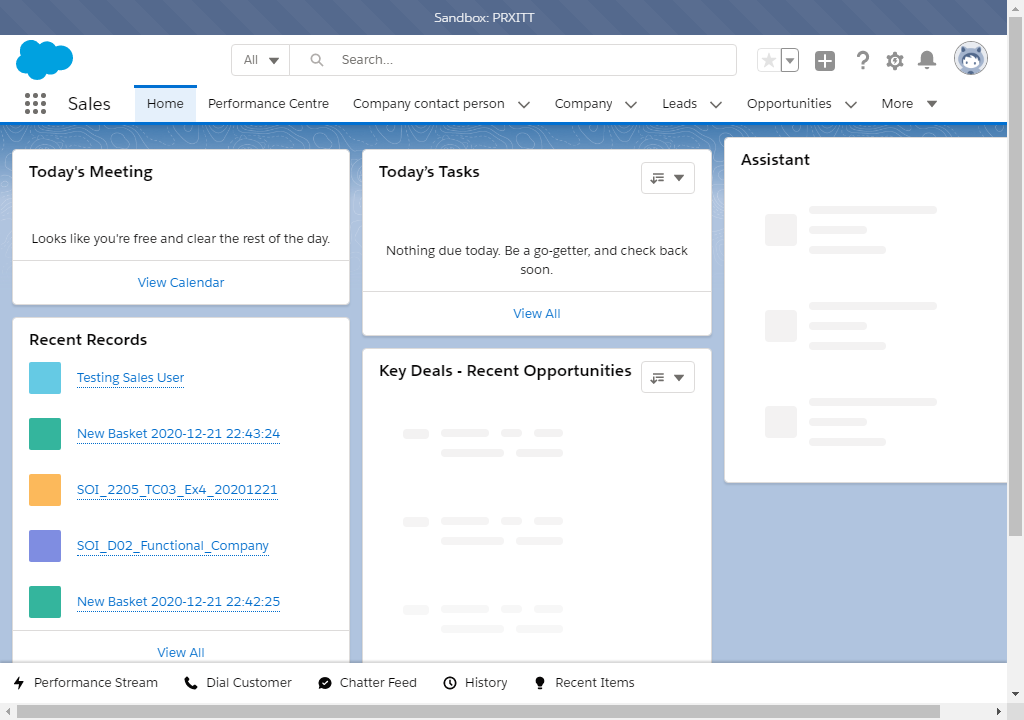 Sandbox: PRXITT
All
Search...
Sales
Home
Performance Centre
Company contact person
Company
Leads
Opportunities
More
Today's Meeting
Looks like you're free and clear the rest of the day.
View Calendar
Recent Records
Testing Sales User
New Basket 2020-12-21 22:43:24
SOI_2205_TC03_Ex4_20201221
SOI_D02_Functional_Company
New Basket 2020-12-21 22:42:25
View All
Today’s Tasks
Nothing due today. Be a go-getter, and check back
soon.
View All
Key Deals - Recent Opportunities
Assistant
Performance Stream
Dial Customer
Chatter Feed
History
Recent Items